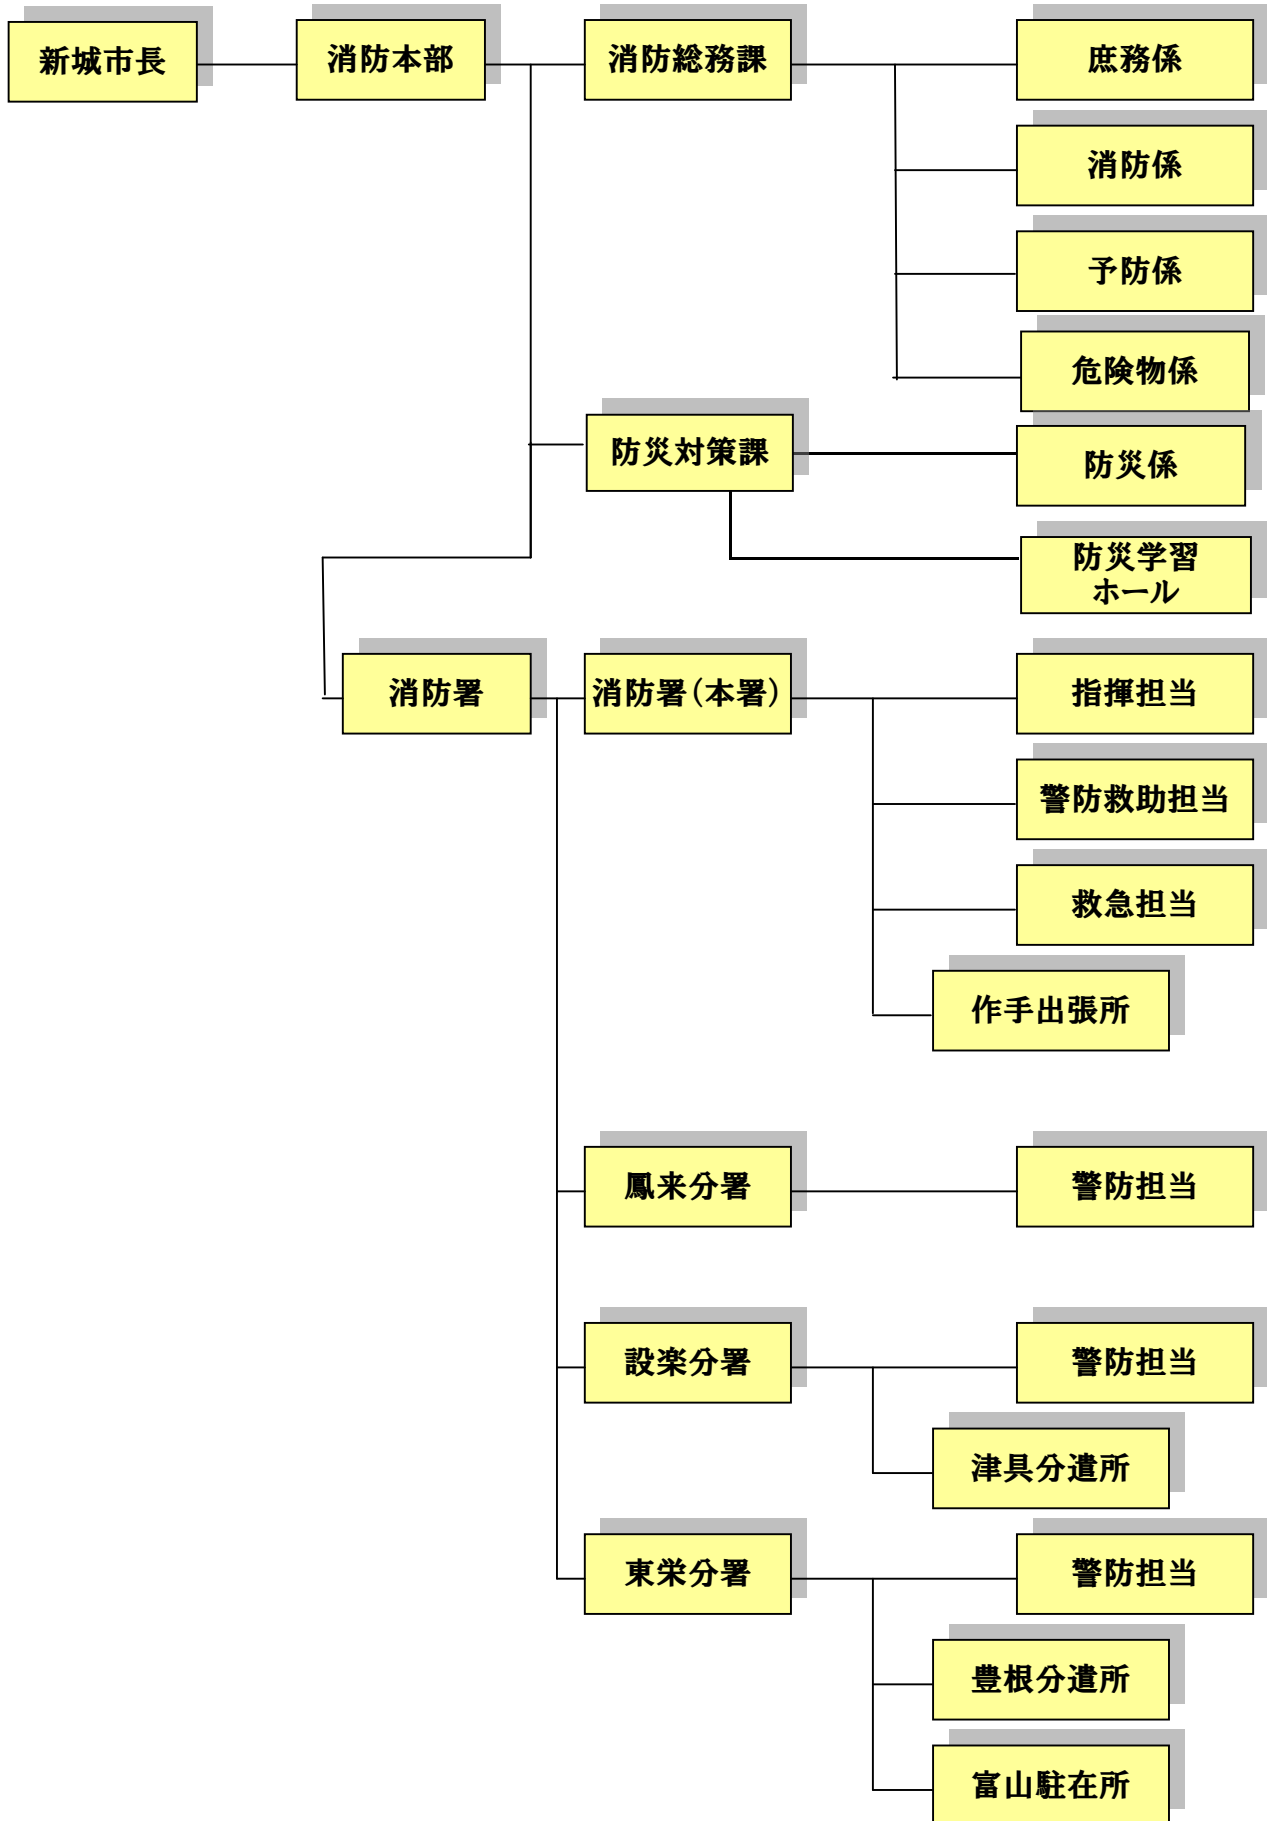 新城市長
消防本部
消防総務課
庶務係
消防係
予防係
危険物係
防災対策課
防災係
防災学習
ホール
消防署
消防署（本署）
指揮担当
警防救助担当
救急担当
作手出張所
鳳来分署
警防担当
設楽分署
警防担当
津具分遣所
東栄分署
警防担当
豊根分遣所
富山駐在所